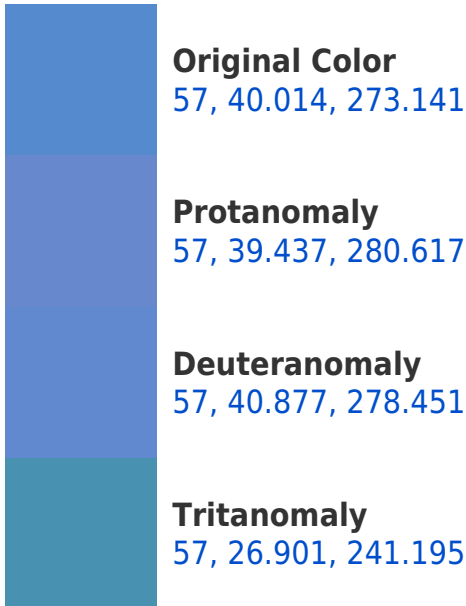 Original Color
57, 40.014, 273.141
Protanomaly
57, 39.437, 280.617
Deuteranomaly
57, 40.877, 278.451
Tritanomaly
57, 26.901, 241.195